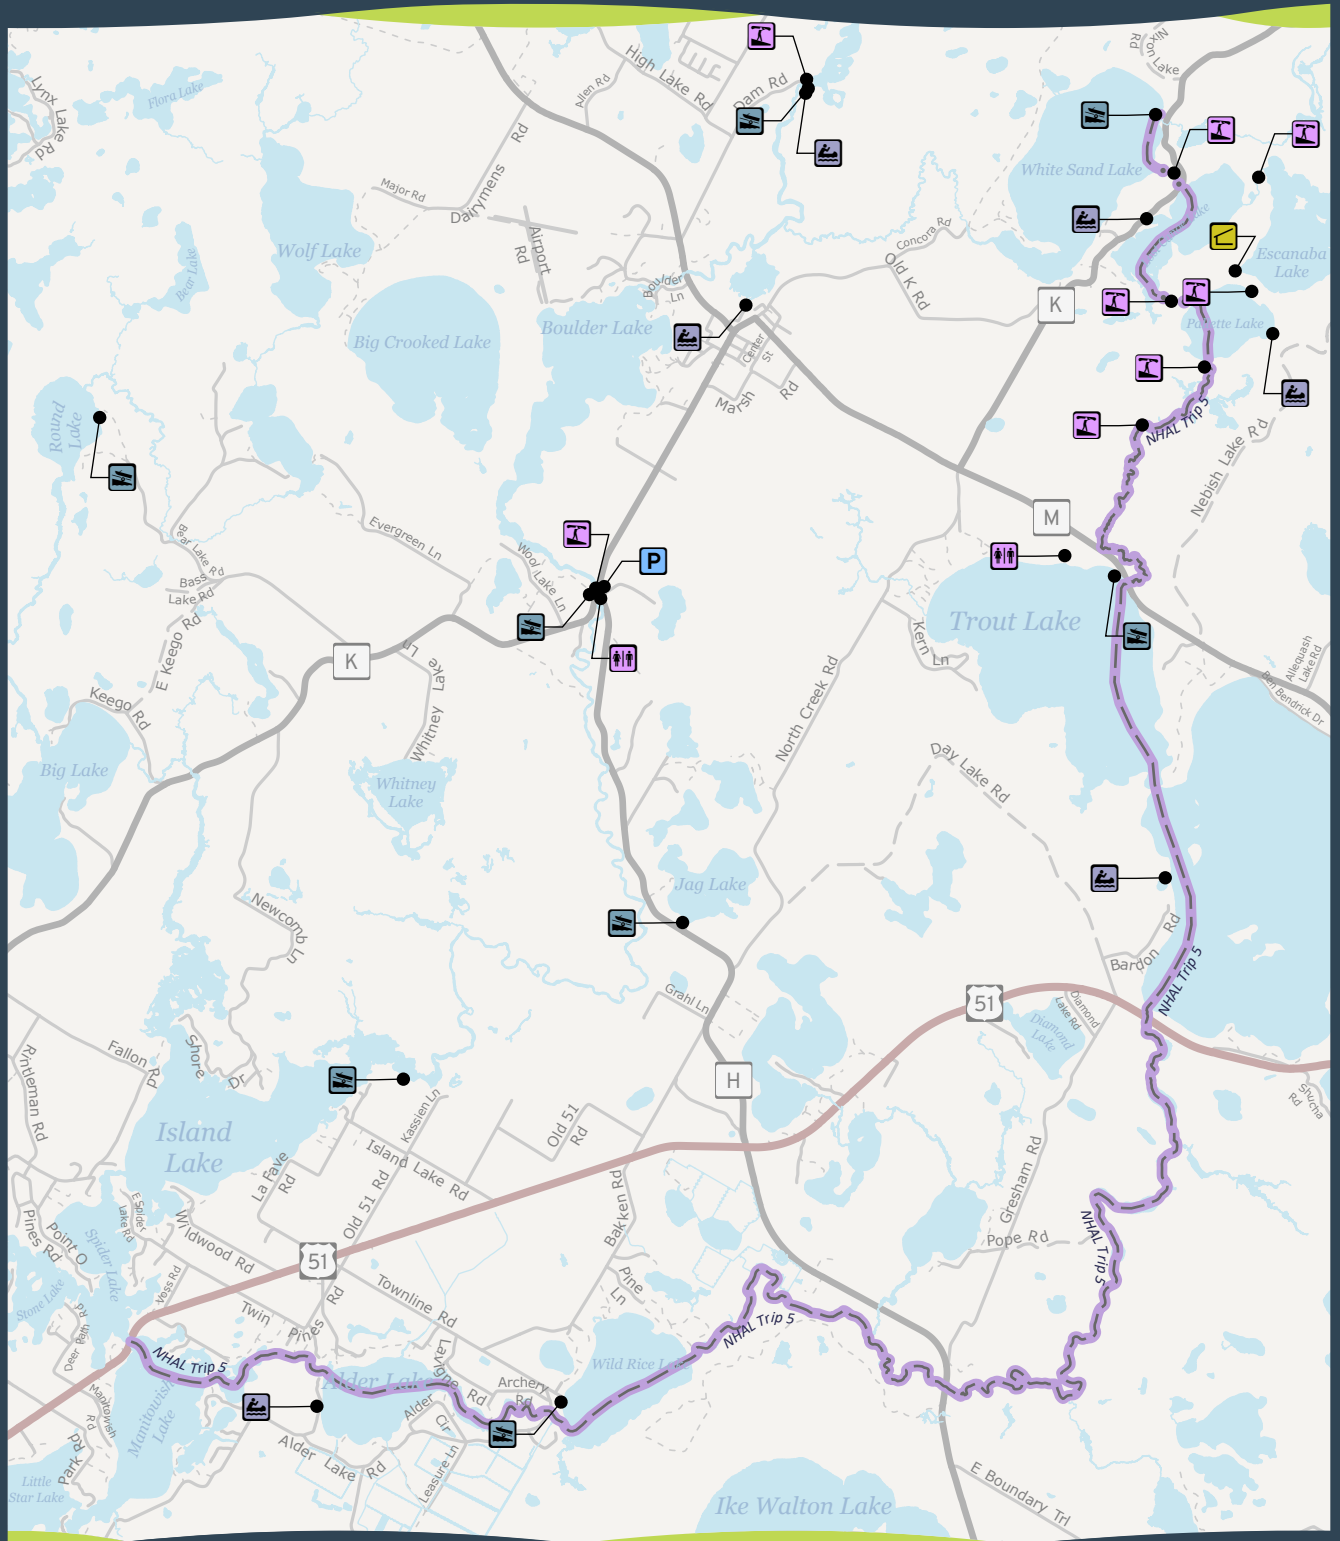 Nixon Lake
Rd
High Lake Rd
Lynx Lake
Rd
Flora Lake
Allen Rd
Dam Rd
White Sand Lake
Dairymens Rd
Major Rd
Wolf Lake
Bear Lake
Airport
Rd
Concora Rd
Old K Rd
Lake
Escanaba
Lake
Boulder
Ln
K
Pallette Lake
Boulder Lake
Big Crooked Lake
Center
St
Marsh Rd
Round
Lake
NHAL Trip 5
Nebish Lake Rd
M
Evergreen Ln
Bear Lake Rd
Wool Lake Ln
P
Bass Rd
Lake Rd
Trout Lake
E Keego Rd
Kern Ln
K
Whitney Lake Ln
Allequash
Lake Rd
Ben Bendrick Dr
Keego Rd
North Creek Rd
Big Lake
Whitney
Lake
Day Lake Rd
Jag Lake
Newcomb Ln
Bardon Rd
NHAL Trip 5
Grahl Ln
51
Diamond
Lake Rd
Diamond
Lake
Fallon Rd
Shore Dr
Rintleman Rd
H
Shucha
Rd
Kassien Ln
Old 51
Rd
Island
Lake
Island Lake Rd
La Fave
Rd
Old 51 Rd
Bakken Rd
Gresham Rd
Pope Rd
NHAL Trip 5
E Spider
Lake Rd
Pines Rd
Point O
Wildwood Rd
Spider Lake
51
Stone Lake
Voss Rd
Townline Rd
Pine
Ln
Twin Pines Rd
Deer Path Rd
NHAL Trip 5
NHAL Trip 5
Lavigne Rd
Wild Rice Lake
Alder Lake
Archery
Rd
Manitowish
Rd
Manitowish
Lake
Alder
Cir
Park Rd
Alder Lake Rd
Leasure Ln
Little
Star Lake
Ike Walton Lake
E Boundary Trl